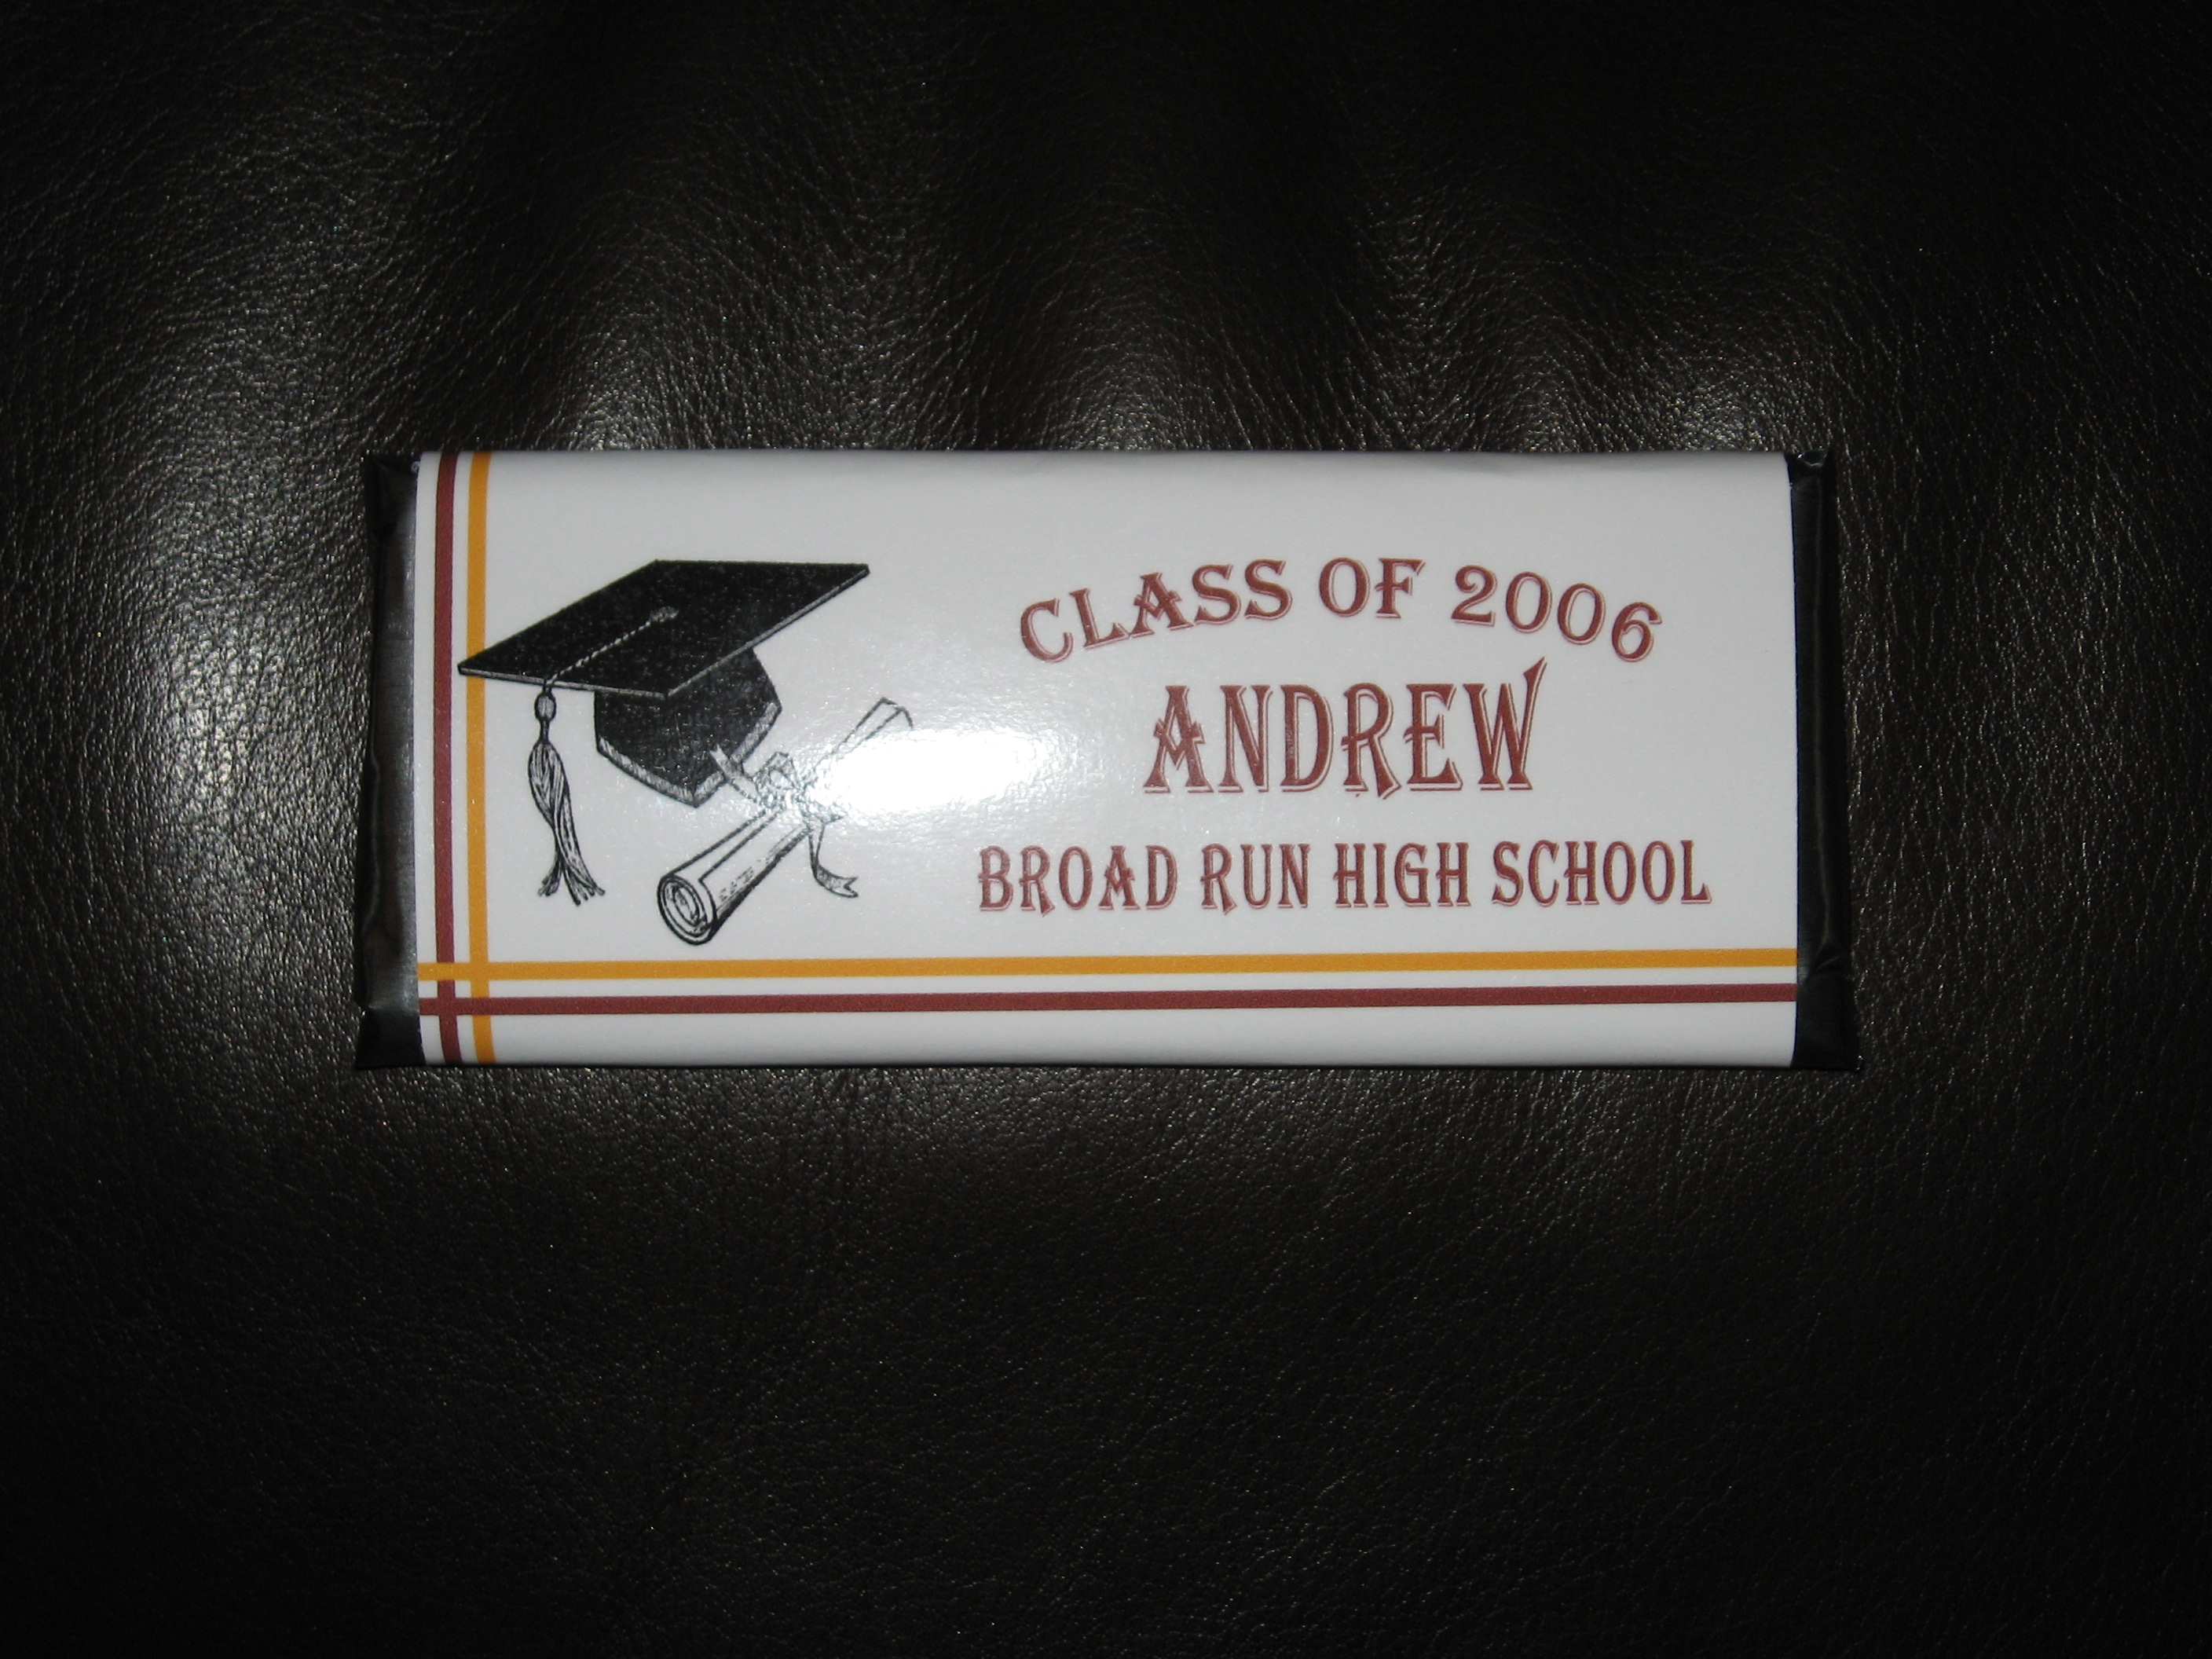 CLASS OF 2006
ANDREW
BROAD RUN HIGH SCHOOL